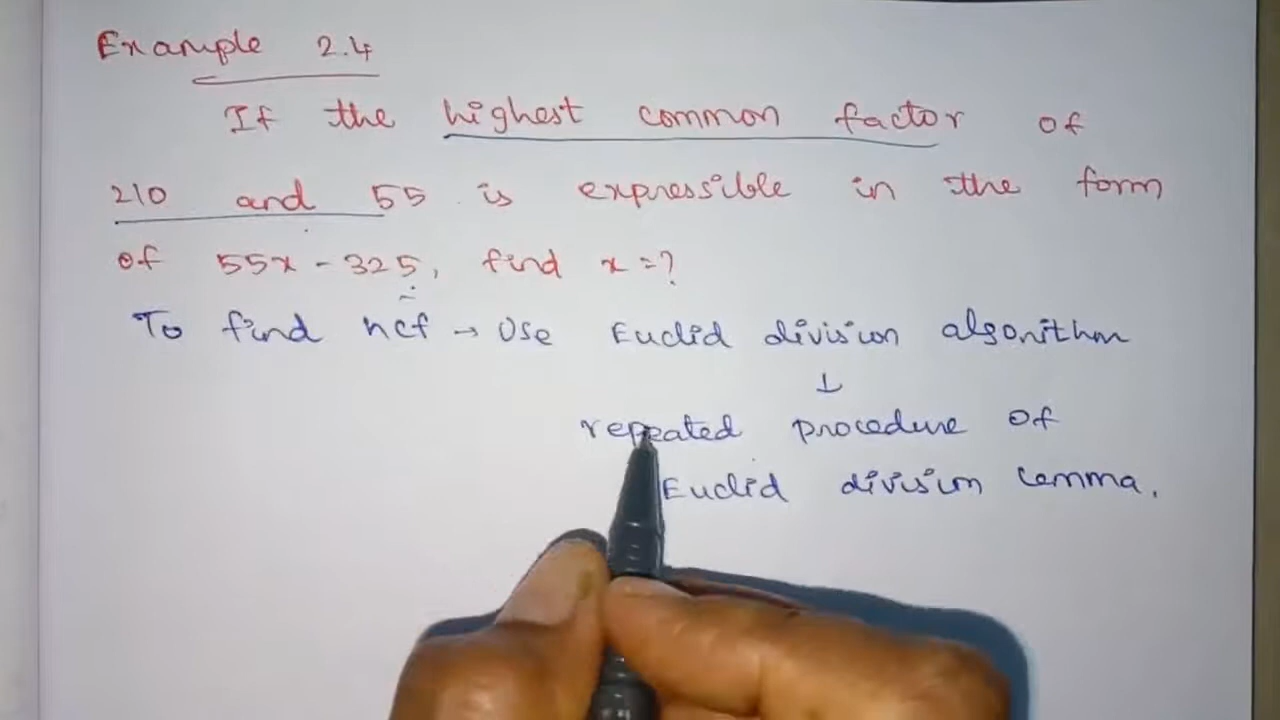 Example 2.4
If the highest common factor of
210 and 55 is expressible in the form
of 55x - 325, find x = ?
To find hcf → Use Euclid division algorithm
↓
repeated procedure of
Euclid division lemma.